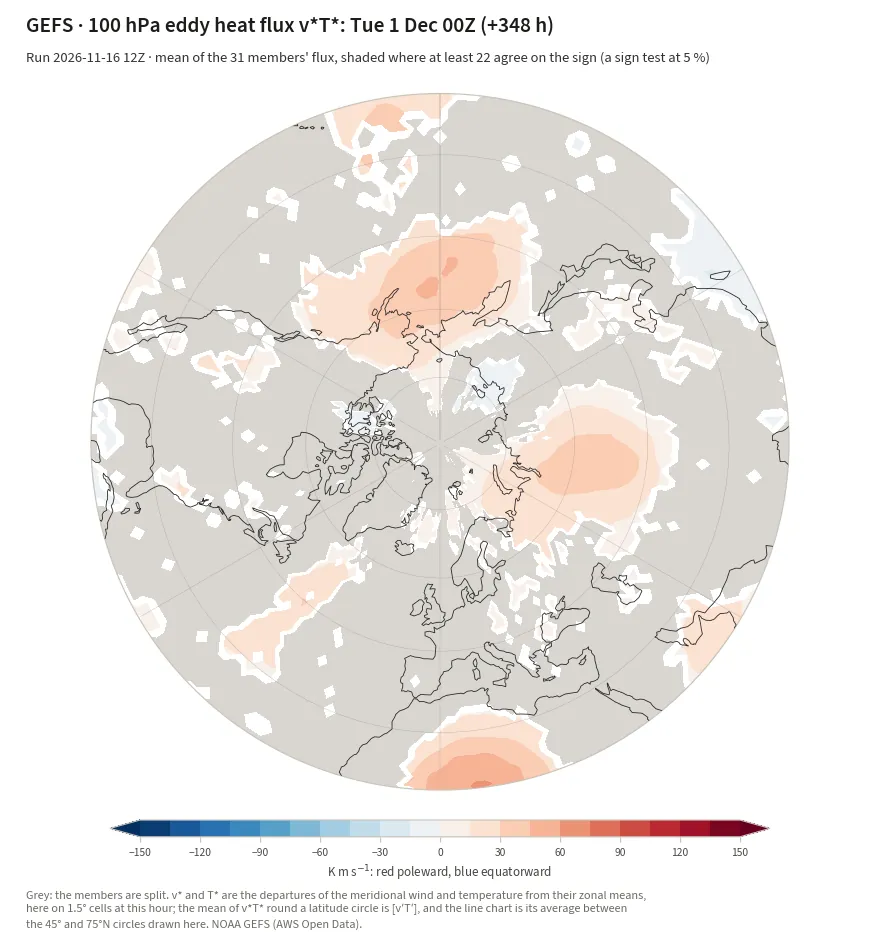 GEFS · 100 hPa eddy heat flux v*T*: Tue 1 Dec 00Z (+348 h)
Run 2026-11-16 12Z · mean of the 31 members' flux, shaded where at least 22 agree on the sign (a sign test at 5 %)
−150 −120 −90 −60 −30 0 30 60 90 120 150
K m s⁻¹: red poleward, blue equatorward
Grey: the members are split. v* and T* are the departures of the meridional wind and temperature from their zonal means,
here on 1.5° cells at this hour; the mean of v*T* round a latitude circle is [v'T'], and the line chart is its average between
the 45° and 75°N circles drawn here. NOAA GEFS (AWS Open Data).